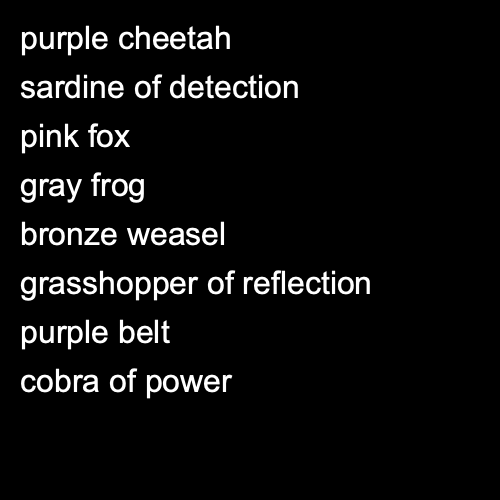 purple cheetah
sardine of detection
pink fox
gray frog
bronze weasel
grasshopper of reflection
purple belt
cobra of power